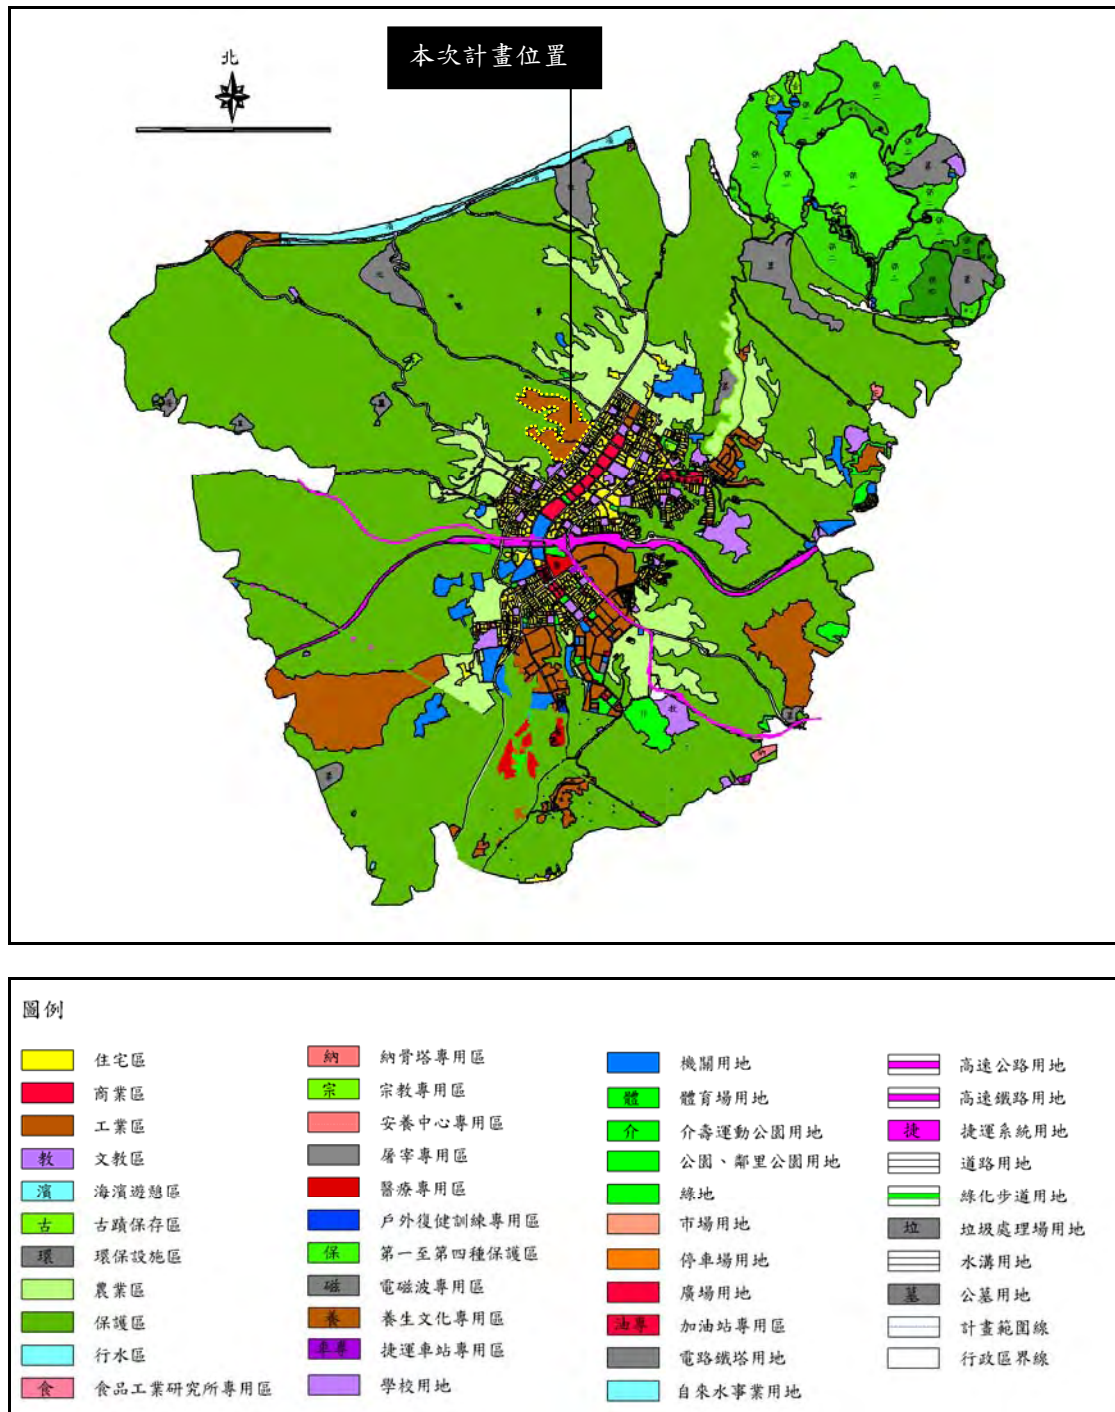 本次計畫位置
北
圖例
住宅區
商業區
工業區
教 文教區
濱 海濱遊憩區
古 古蹟保存區
環 環保設施區
農業區
保護區
行水區
食 食品工業研究所專用區
納 納骨塔專用區
宗 宗教專用區
安養中心專用區
屠宰專用區
醫療專用區
戶外復健訓練專用區
保 第一至第四種保護區
磁 電磁波專用區
養 養生文化專用區
車專 捷運車站專用區
學校用地
機關用地
體 體育場用地
介 介壽運動公園用地
公園、鄰里公園用地
綠地
市場用地
停車場用地
廣場用地
油專 加油站專用區
電路鐵塔用地
自來水事業用地
高速公路用地
高速鐵路用地
捷 捷運系統用地
道路用地
綠化步道用地
垃 垃圾處理場用地
水溝用地
墓 公墓用地
計畫範圍線
行政區界線